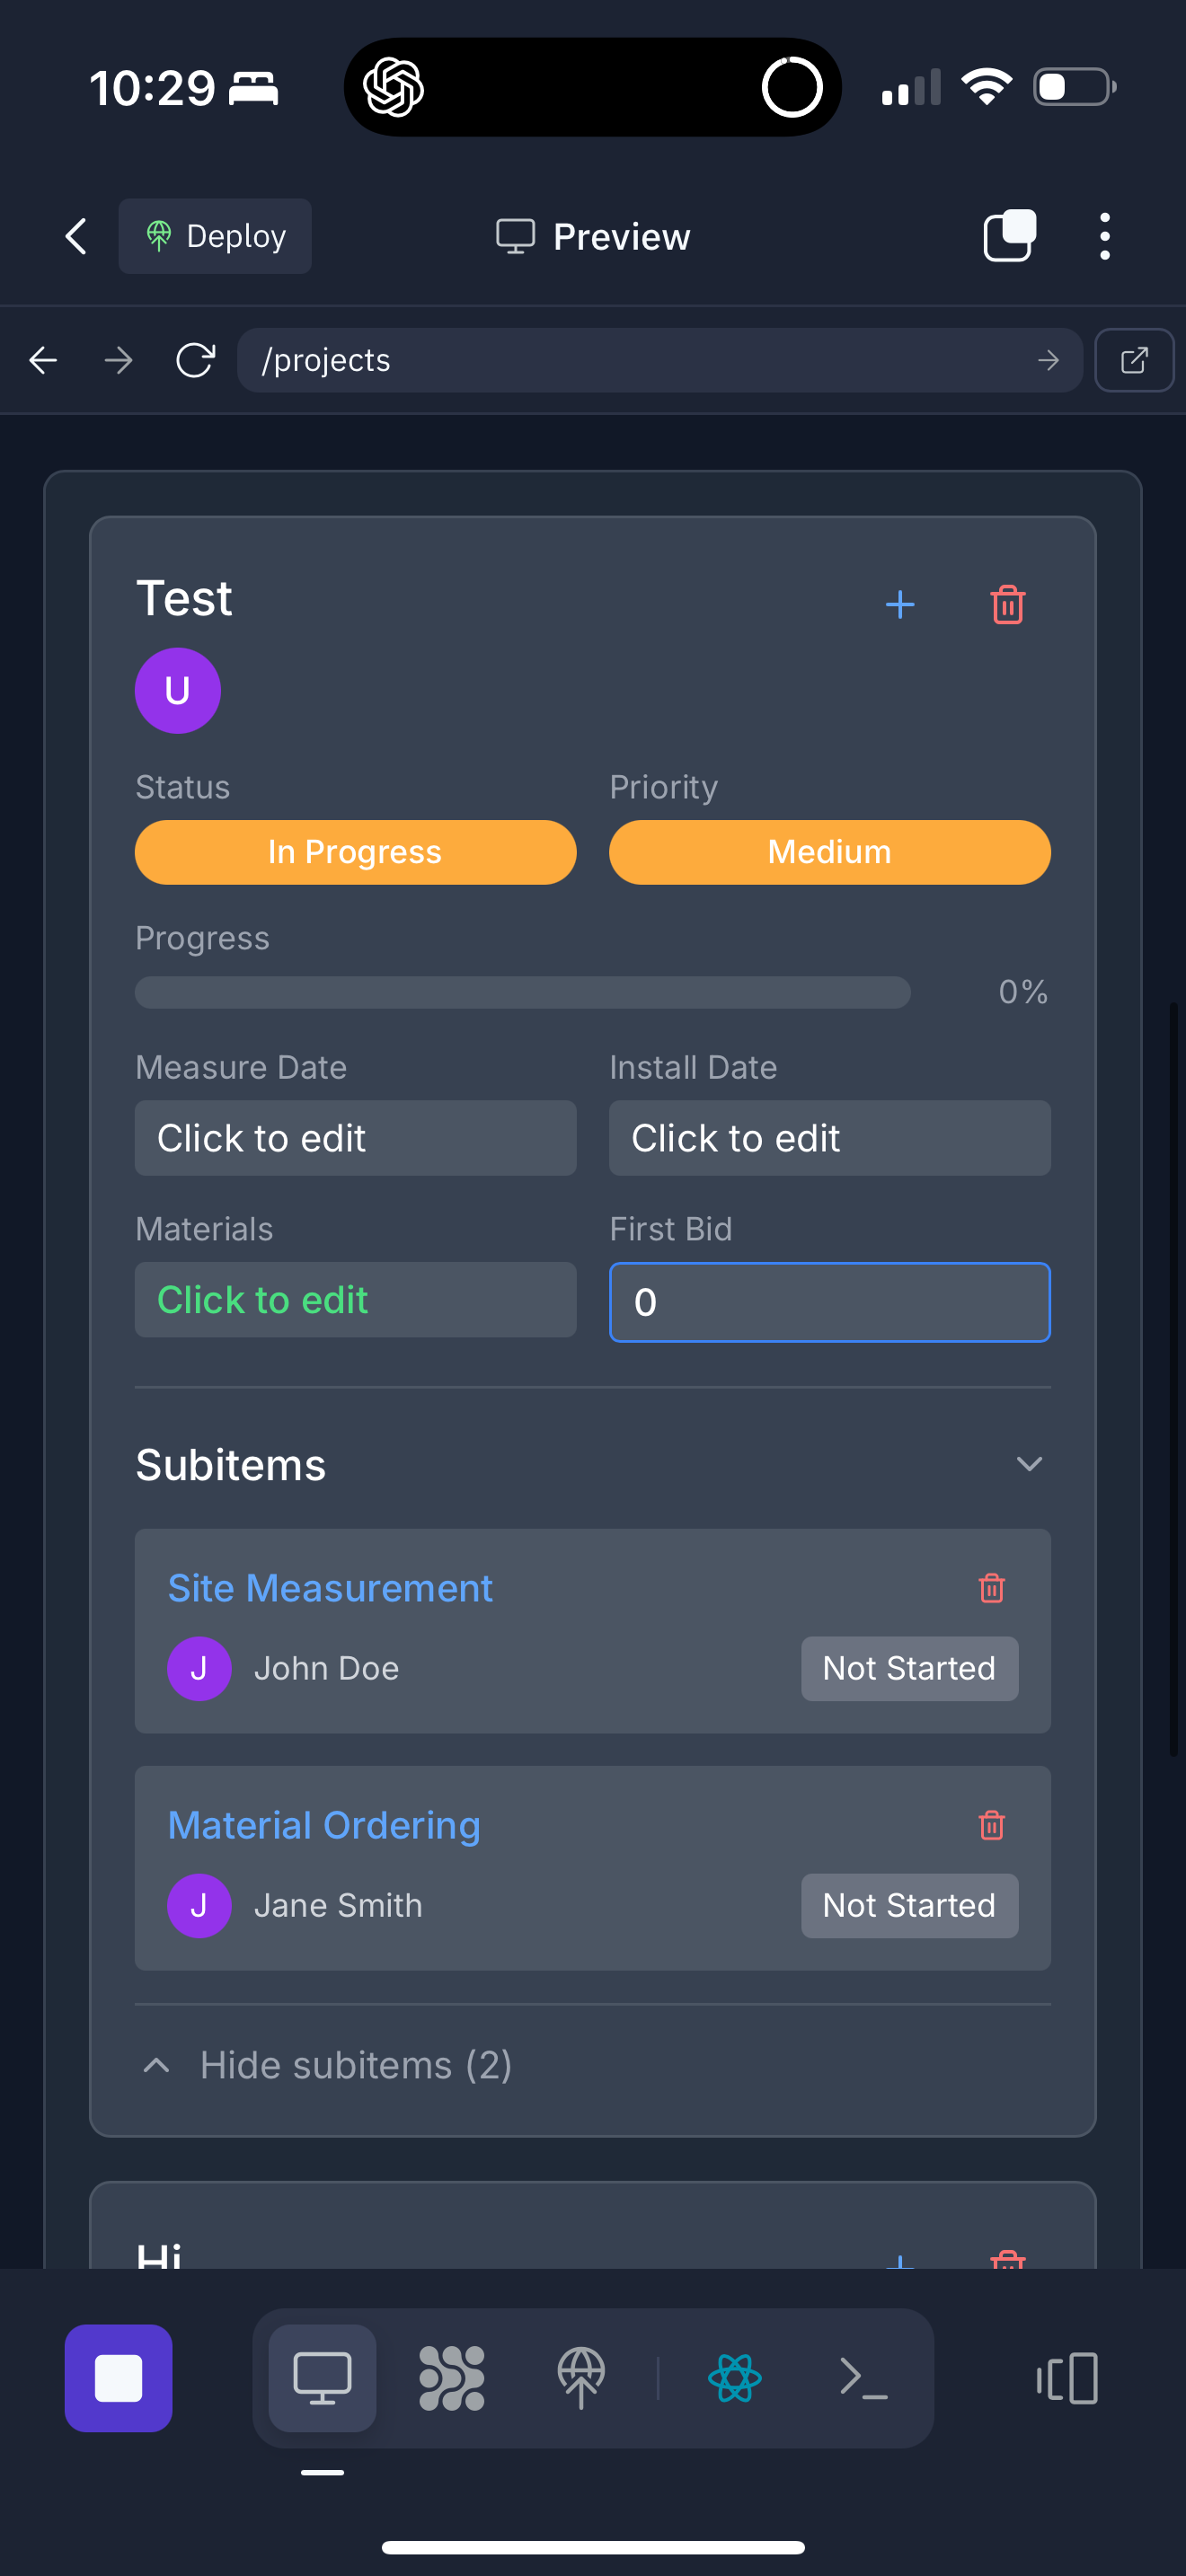 10:29
Deploy
Preview
/projects
Test
U
Status
Priority
In Progress
Medium
Progress
0%
Measure Date
Install Date
Click to edit
Click to edit
Materials
First Bid
Click to edit
0
Subitems
Site Measurement
J
John Doe
Not Started
Material Ordering
J
Jane Smith
Not Started
Hide subitems (2)
Hi